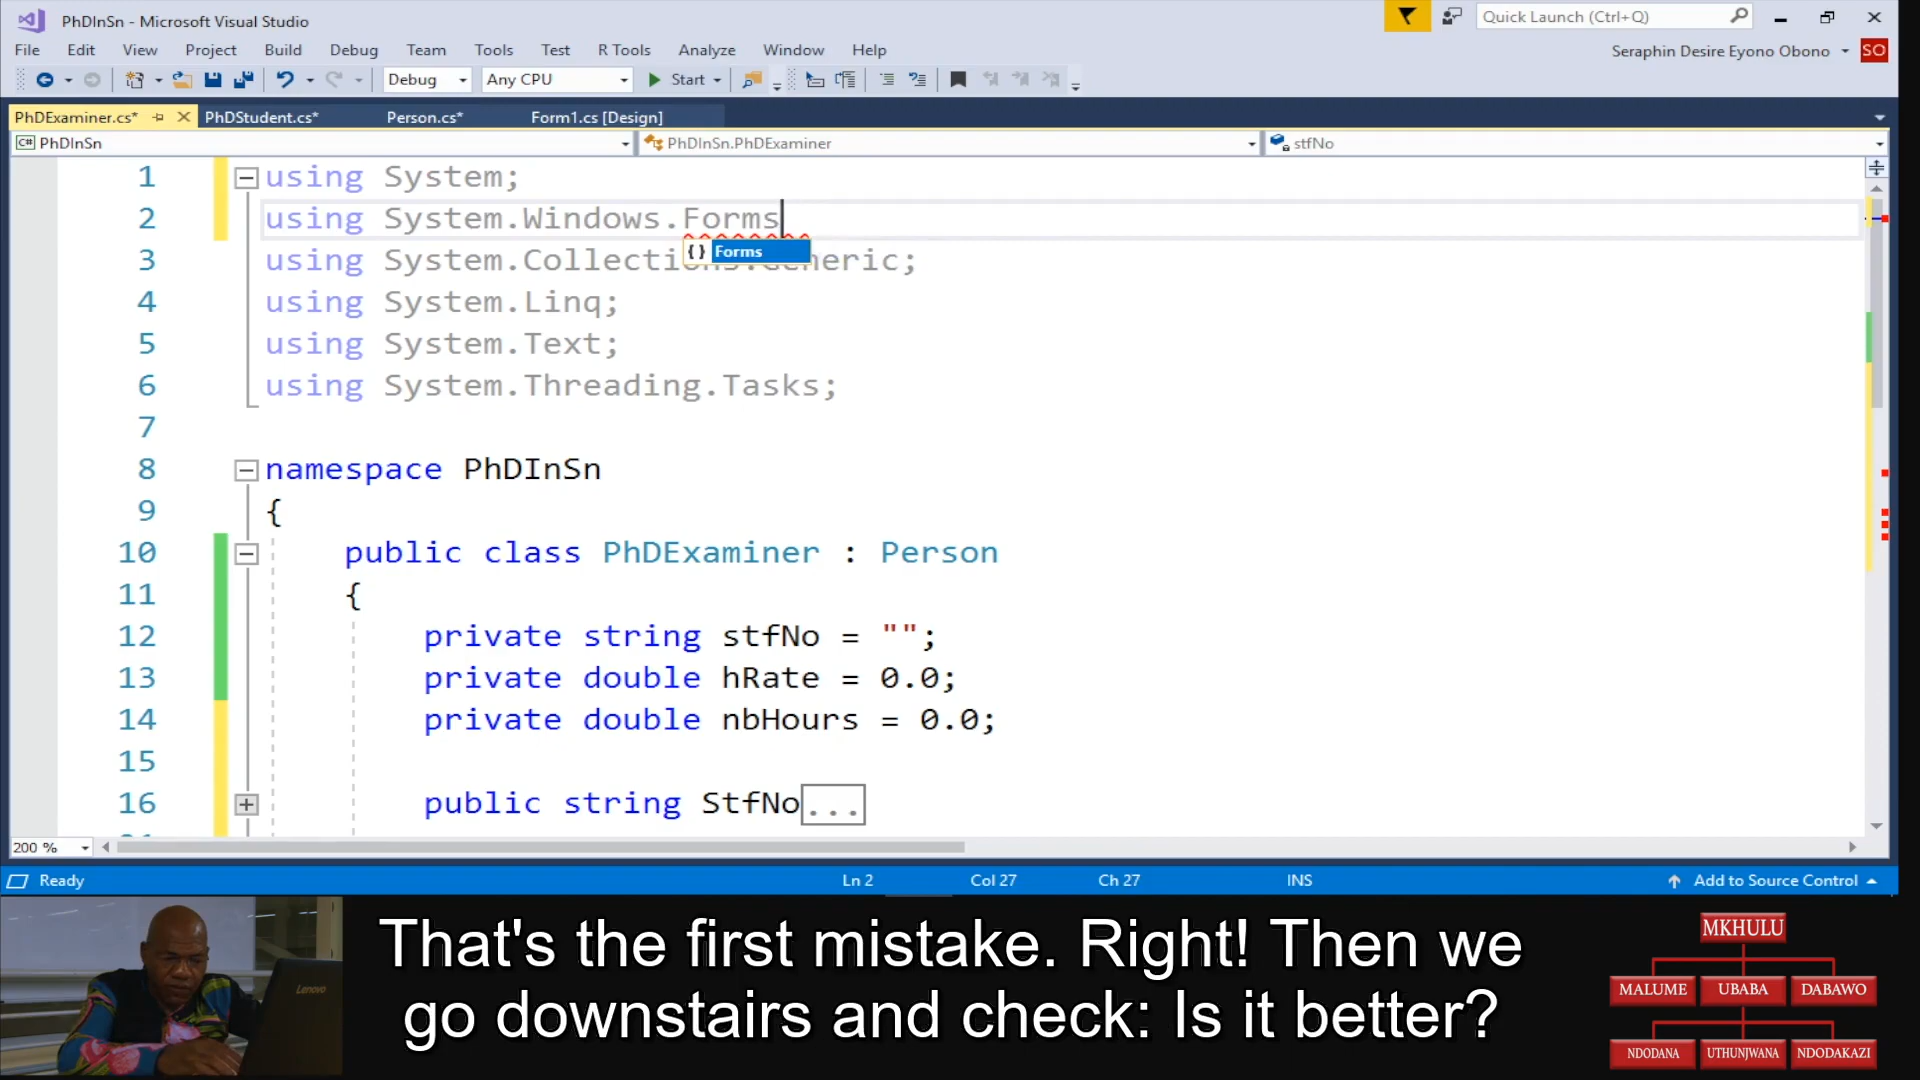 PhDInSn - Microsoft Visual Studio
Quick Launch (Ctrl+Q)
File Edit View Project Build Debug Team Tools Test R Tools Analyze Window Help
Seraphin Desire Eyono Obono SO
Debug Any CPU Start
PhDExaminer.cs* PhDStudent.cs* Person.cs* Form1.cs [Design]
C# PhDInSn PhDInSn.PhDExaminer stfNo
1 using System;
2 using System.Windows.Forms
{ } Forms
3 using System.Collecti eneric;
4 using System.Linq;
5 using System.Text;
6 using System.Threading.Tasks;
7
8 namespace PhDInSn
9 {
10 public class PhDExaminer : Person
11 {
12 private string stfNo = "";
13 private double hRate = 0.0;
14 private double nbHours = 0.0;
15
16 public string StfNo...
200 %
Ready Ln 2 Col 27 Ch 27 INS Add to Source Control
Lenovo
That's the first mistake. Right! Then we
go downstairs and check: Is it better?
MKHULU
MALUME UBABA DABAWO
NDODANA UTHUNJWANA NDODAKAZI